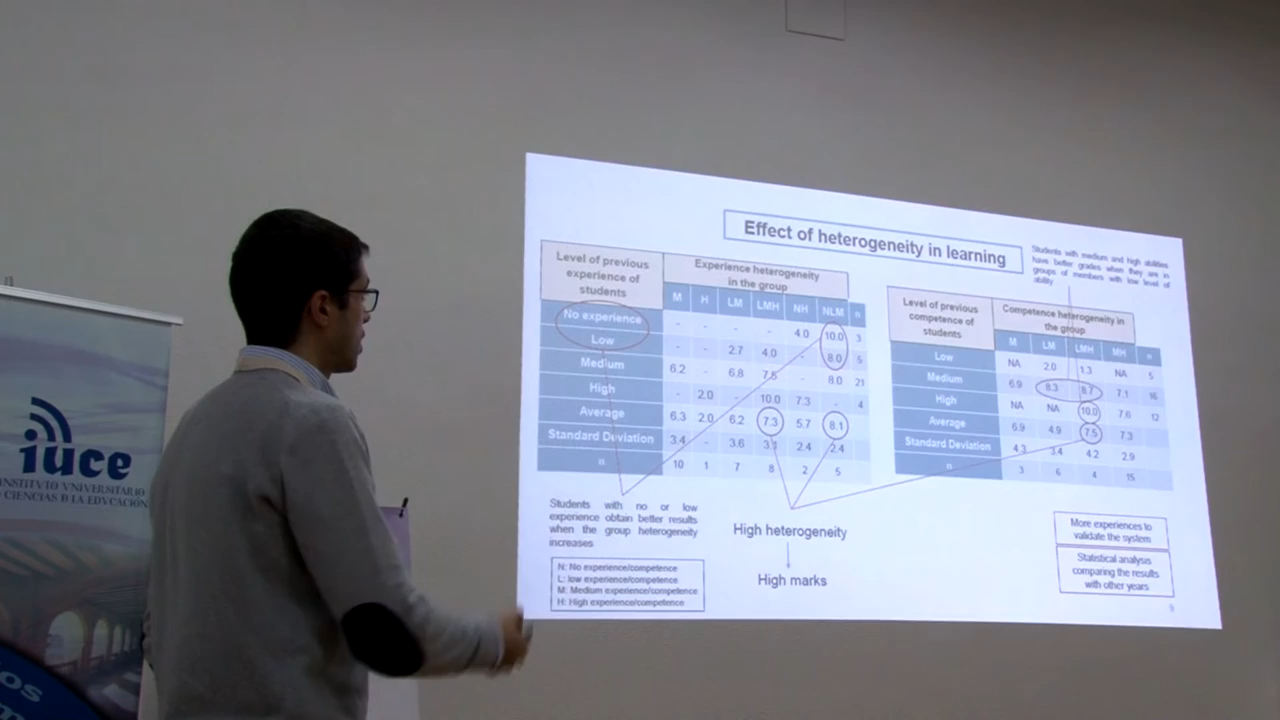 Effect of heterogeneity in learning
Students with medium and high abilities
have better grades when they are in
groups of members with low level of
ability
Level of previous
experience of
students
Experience heterogeneity
in the group
M H LM LMH NH NLM n
No experience - - - - 4.0 10.0 3
Low - - 2.7 4.0 - 8.0 5
Medium 6.2 - 6.8 7.5 - 8.0 21
High - 2.0 - 10.0 7.3 - 4
Average 6.3 2.0 6.2 7.3 5.7 8.1
Standard Deviation 3.4 - 3.6 3.1 2.4 2.4
n 10 1 7 8 2 5
Level of previous
competence of
students
Competence heterogeneity in
the group
M LM LMH MH n
Low NA 2.0 1.3 NA 5
Medium 6.9 8.3 8.7 7.1 16
High NA NA 10.0 7.6 12
Average 6.9 4.9 7.5 7.3
Standard Deviation 4.3 3.4 4.2 2.9
n 3 6 4 15
Students with no or low
experience obtain better results
when the group heterogeneity
increases
N: No experience/competence
L: low experience/competence
M: Medium experience/competence
H: High experience/competence
High heterogeneity
High marks
More experiences to
validate the system
Statistical analysis
comparing the results
with other years
9
iuce
INSTITVTO VNIVERSITARIO
CIENCIAS D LA EDVCACIÓN